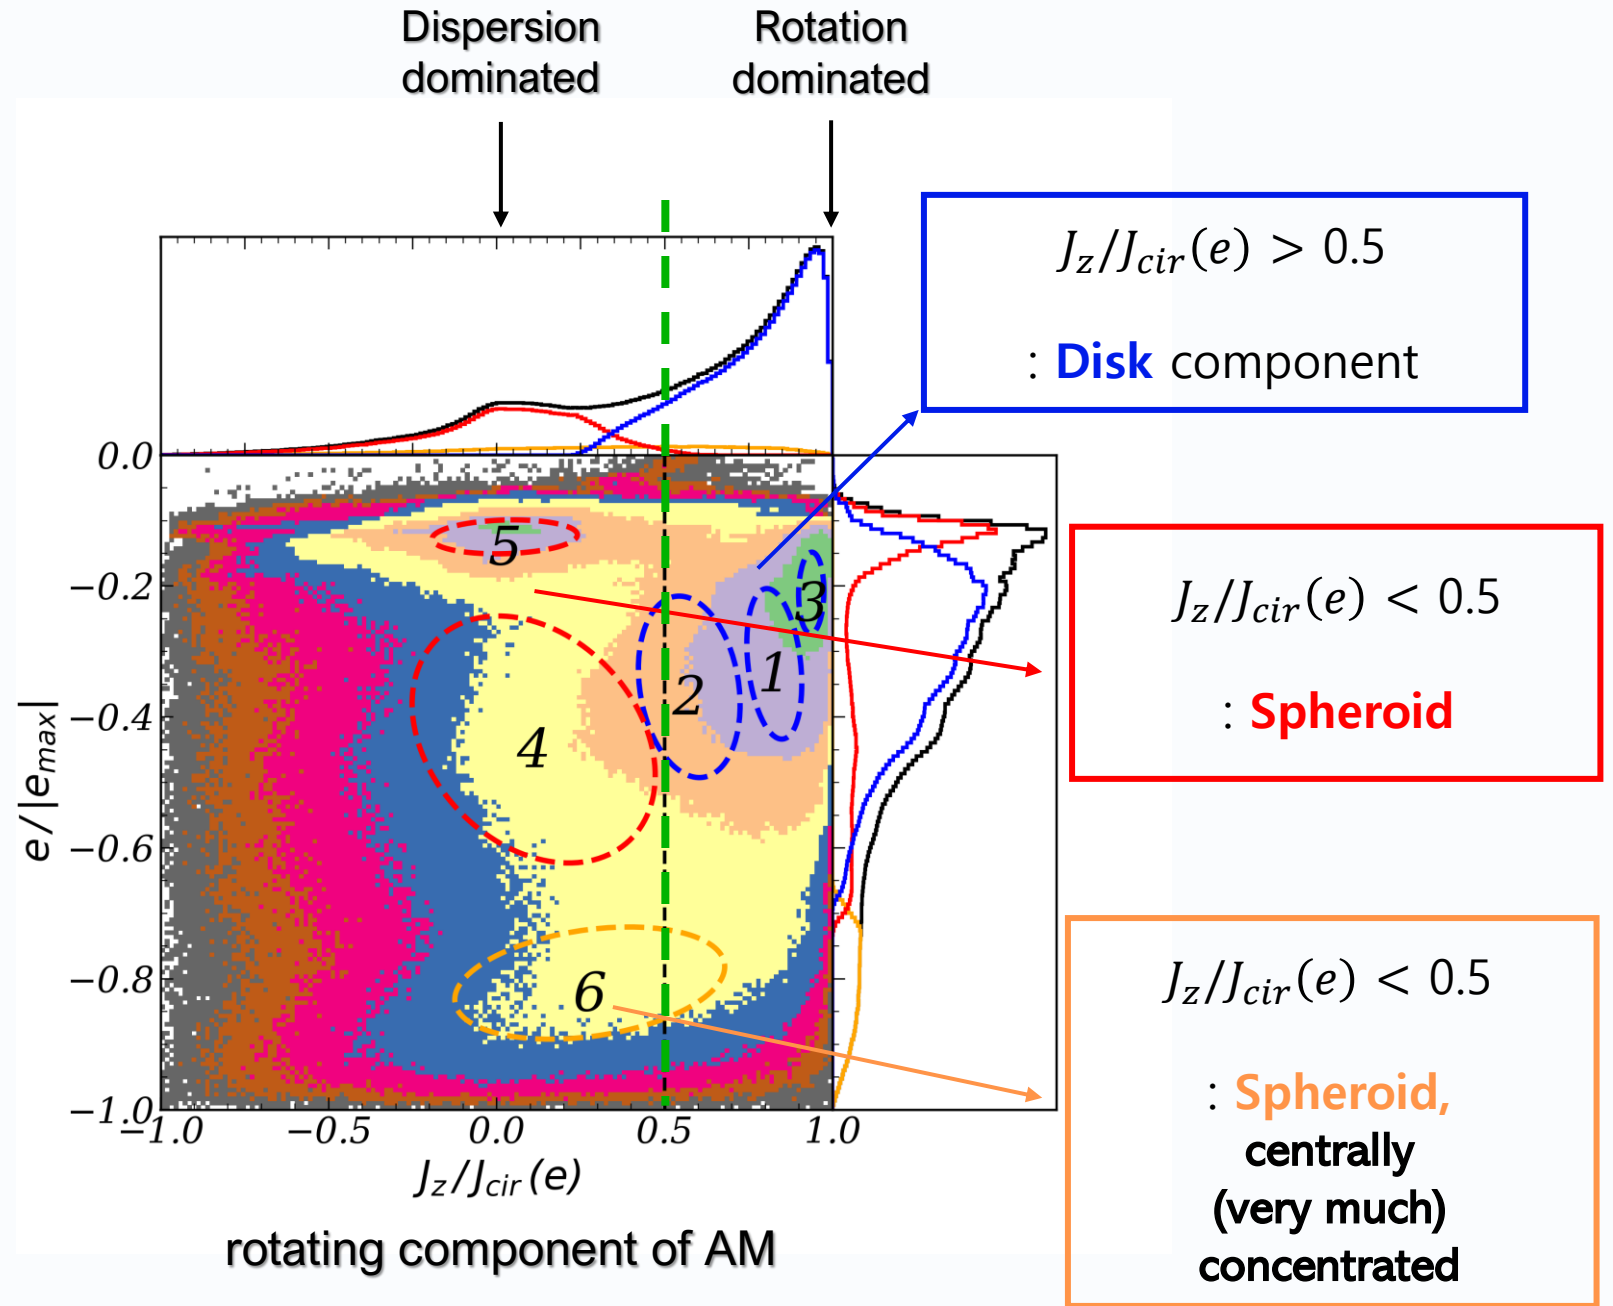 Dispersion
dominated
Rotation
dominated
J_z/J_cir(e) > 0.5
: Disk component
J_z/J_cir(e) < 0.5
: Spheroid
J_z/J_cir(e) < 0.5
: Spheroid,
centrally
(very much)
concentrated
0.0
−0.2
−0.4
−0.6
−0.8
−1.0
e/|e_max|
5
3
1
2
4
6
−1.0
−0.5
0.0
0.5
1.0
J_z/J_cir(e)
rotating component of AM